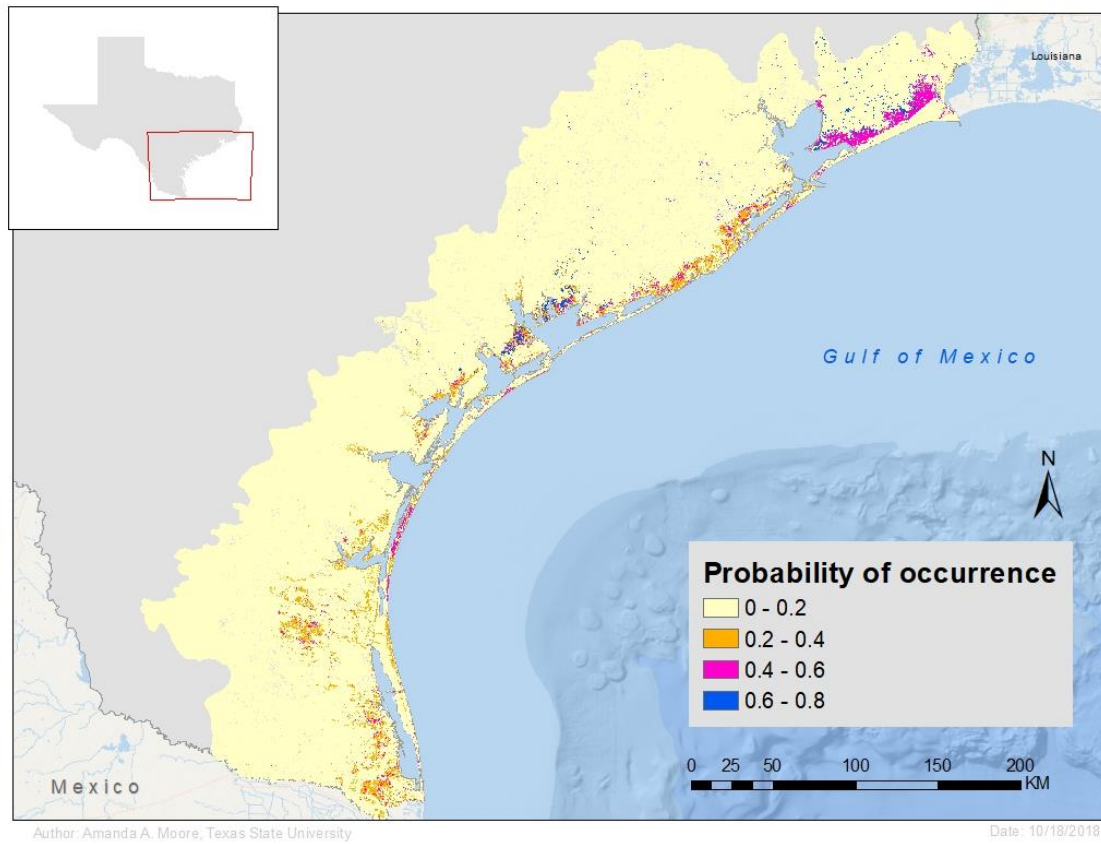 Louisiana
Gulf of Mexico
N
Probability of occurrence
0 - 0.2
0.2 - 0.4
0.4 - 0.6
0.6 - 0.8
0 25 50 100 150 200
KM
Mexico
Author: Amanda A. Moore, Texas State University
Date: 10/18/2018